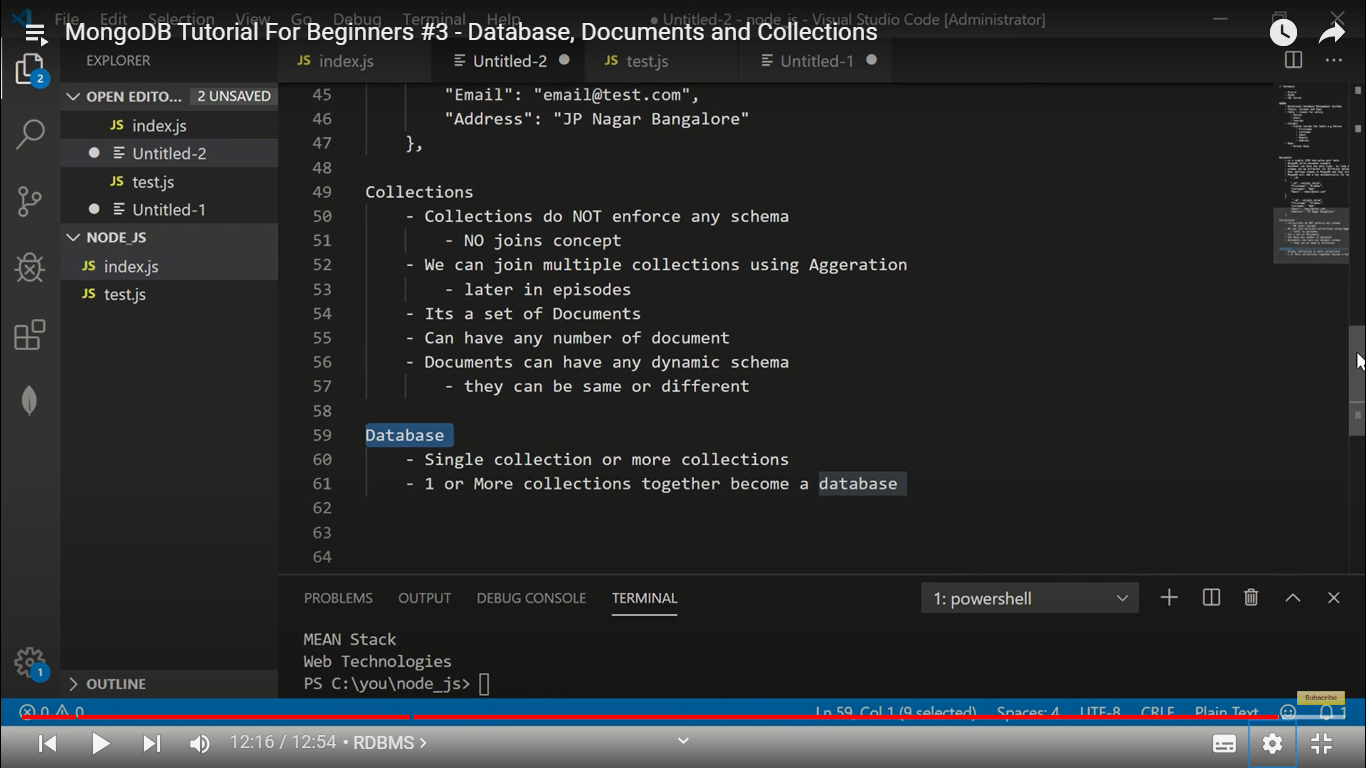 File Edit Selection View Go Debug Terminal Help
● Untitled-2 - node_js - Visual Studio Code [Administrator]
MongoDB Tutorial For Beginners #3 - Database, Documents and Collections
EXPLORER
JS index.js
Untitled-2
JS test.js
Untitled-1
2
OPEN EDITO... 2 UNSAVED
JS index.js
Untitled-2
JS test.js
Untitled-1
NODE_JS
JS index.js
JS test.js
45 "Email": "email@test.com",
46 "Address": "JP Nagar Bangalore"
47 },
48
49 Collections
50 - Collections do NOT enforce any schema
51 - NO joins concept
52 - We can join multiple collections using Aggeration
53 - later in episodes
54 - Its a set of Documents
55 - Can have any number of document
56 - Documents can have any dynamic schema
57 - they can be same or different
58
59 Database
60 - Single collection or more collections
61 - 1 or More collections together become a database
62
63
64
PROBLEMS OUTPUT DEBUG CONSOLE TERMINAL
1: powershell
MEAN Stack
Web Technologies
PS C:\you\node_js>
1
OUTLINE
Subscribe
0 0 Ln 59, Col 1 (9 selected) Spaces: 4 UTF-8 CRLF Plain Text 1
12:16 / 12:54 • RDBMS >